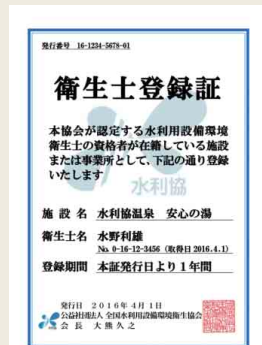 発行番号 16-1234-5678-01
衛生士登録証
本協会が認定する水利用設備環境
衛生士の資格者が在籍している施設
または事業所として、下記の通り登録
いたします
水利協
施 設 名 水利協温泉 安心の湯
衛生士名 水野利雄
No. 0-16-12-3456（取得日 2016.4.1）
登録期間 本証発行日より1年間
発行日 2016年4月1日
公益社団法人 全国水利用設備環境衛生協会
会 長 大熊久之